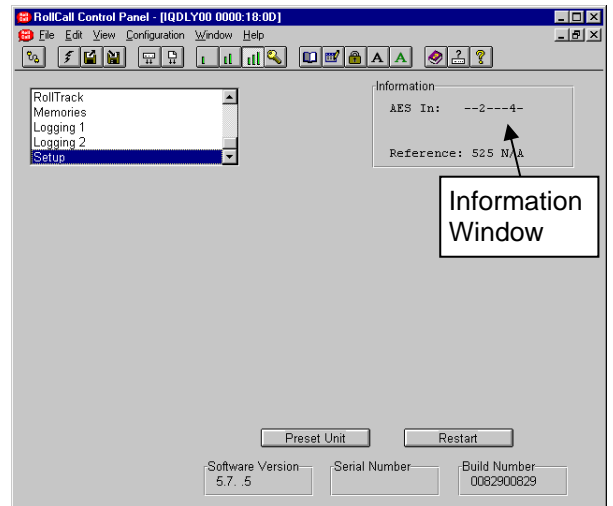 RollCall Control Panel - [IQDLY00 0000:18:0D]
File Edit View Configuration Window Help
A A
RollTrack
Memories
Logging 1
Logging 2
Setup
Information
AES In: --2---4-
Reference: 525 N/A
Information
Window
Preset Unit Restart
Software Version Serial Number Build Number
5.7. .5 0082900829